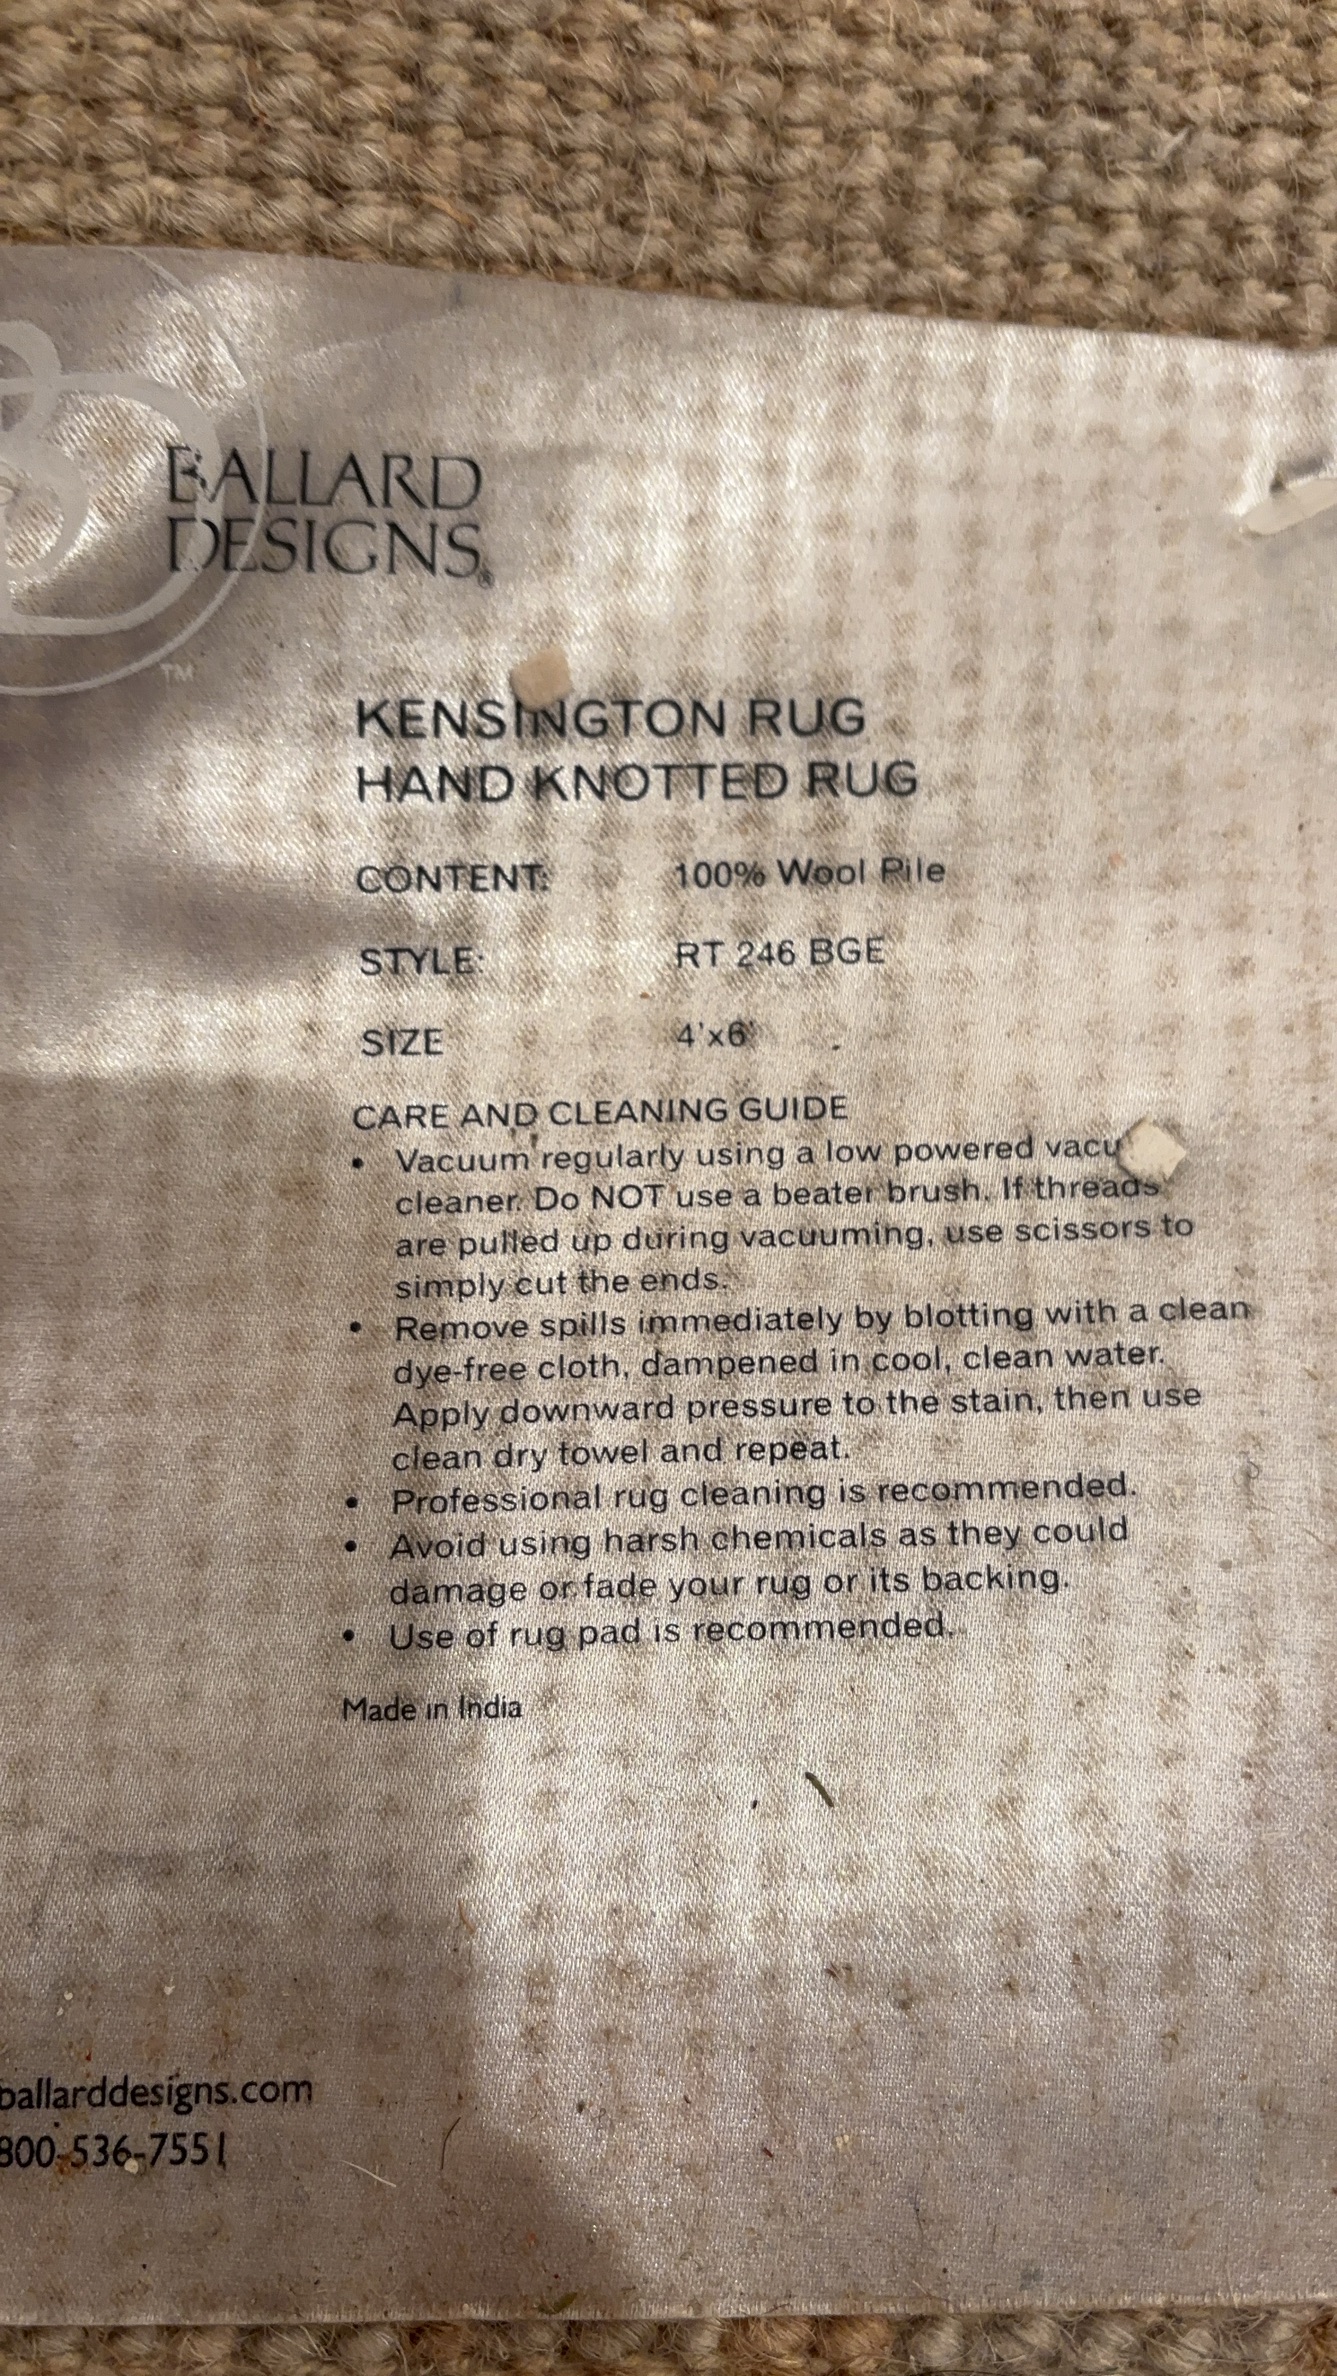 BALLARD
DESIGNS®
TM
KENSINGTON RUG
HAND KNOTTED RUG
CONTENT: 100% Wool Pile
STYLE: RT 246 BGE
SIZE 4'x6'
CARE AND CLEANING GUIDE
• Vacuum regularly using a low powered vacu
cleaner. Do NOT use a beater brush. If threads
are pulled up during vacuuming, use scissors to
simply cut the ends.
• Remove spills immediately by blotting with a clean
dye-free cloth, dampened in cool, clean water.
Apply downward pressure to the stain, then use
clean dry towel and repeat.
• Professional rug cleaning is recommended.
• Avoid using harsh chemicals as they could
damage or fade your rug or its backing.
• Use of rug pad is recommended.
Made in India
ballarddesigns.com
800-536-7551